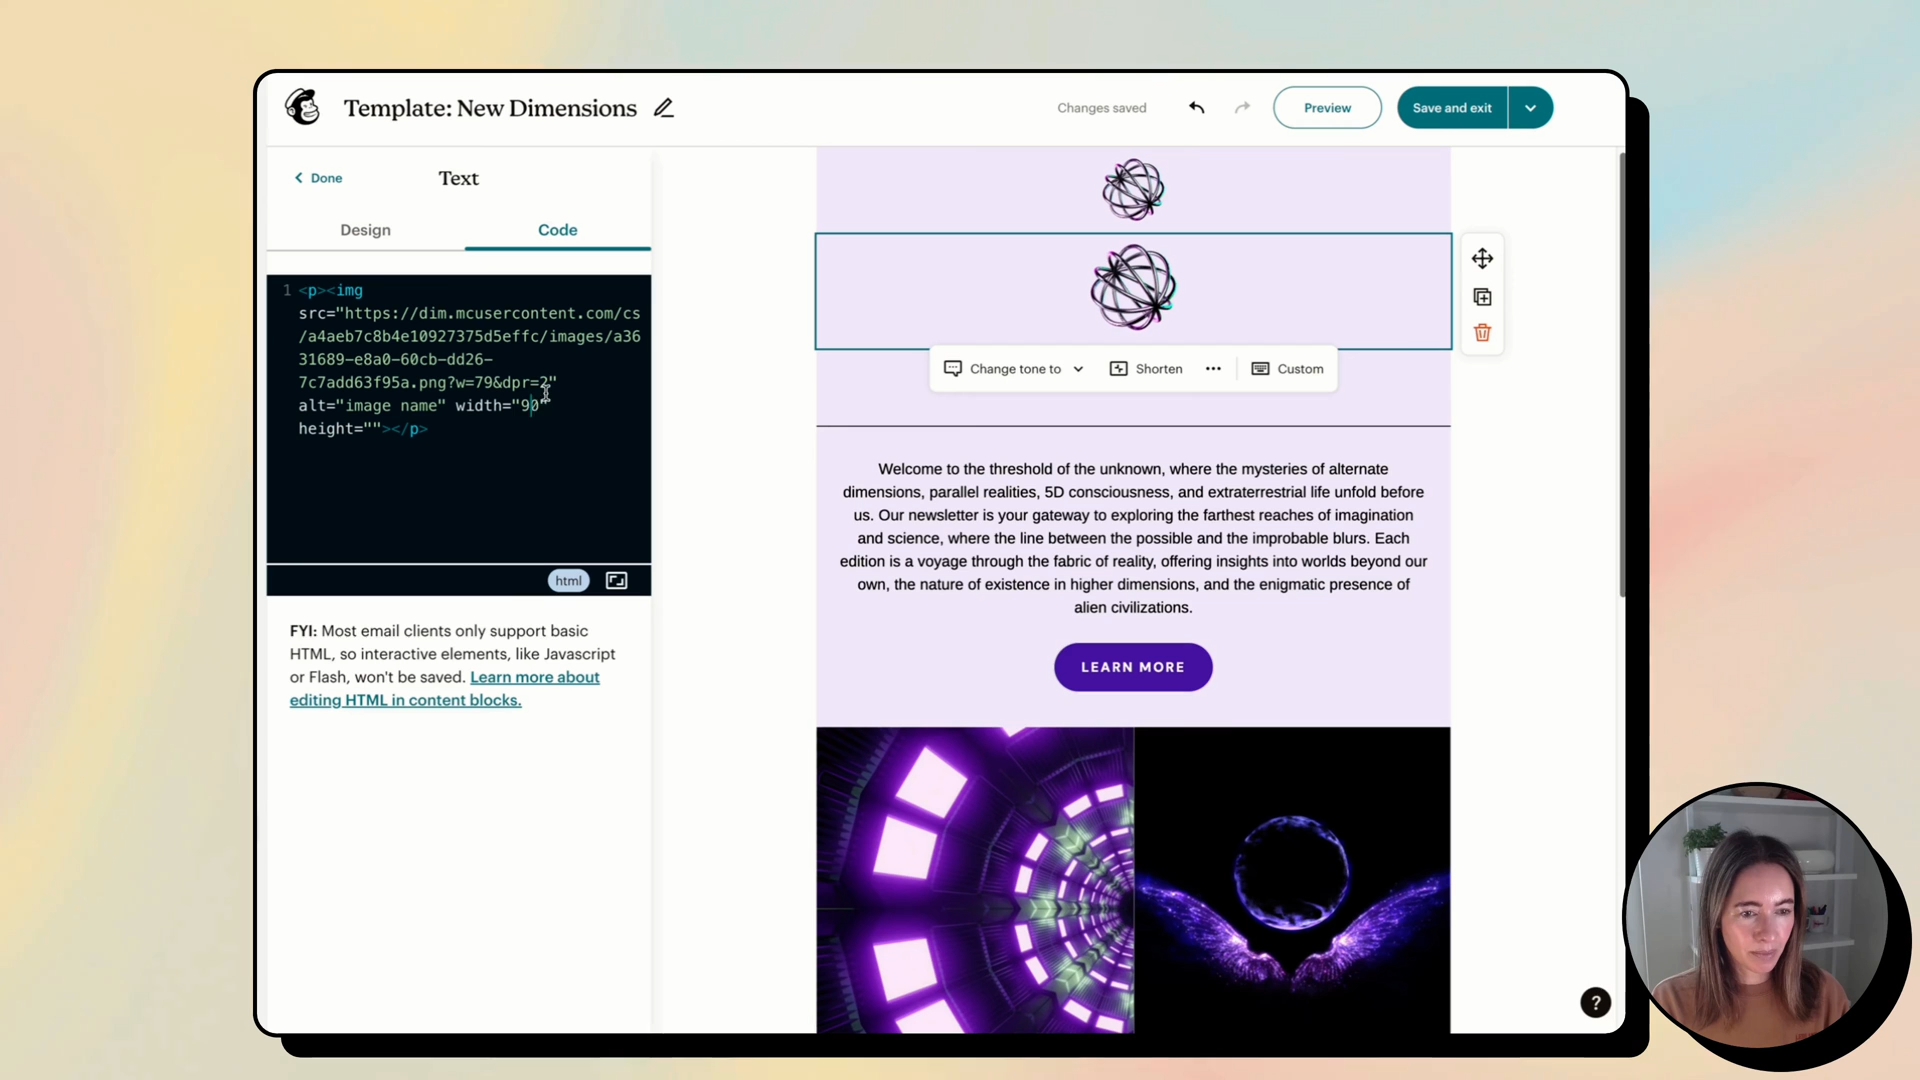 Template: New Dimensions
Changes saved
Preview
Save and exit
Done
Text
Design
Code
1 <p><img
src="https://dim.mcusercontent.com/cs
/a4aeb7c8b4e10927375d5effc/images/a36
31689-e8a0-60cb-dd26-
7c7add63f95a.png?w=79&dpr=2"
alt="image name" width="90"
height=""></p>
html
FYI: Most email clients only support basic
HTML, so interactive elements, like Javascript
or Flash, won't be saved. Learn more about
editing HTML in content blocks.
Change tone to
Shorten
Custom
Welcome to the threshold of the unknown, where the mysteries of alternate
dimensions, parallel realities, 5D consciousness, and extraterrestrial life unfold before
us. Our newsletter is your gateway to exploring the farthest reaches of imagination
and science, where the line between the possible and the improbable blurs. Each
edition is a voyage through the fabric of reality, offering insights into worlds beyond our
own, the nature of existence in higher dimensions, and the enigmatic presence of
alien civilizations.
LEARN MORE
?